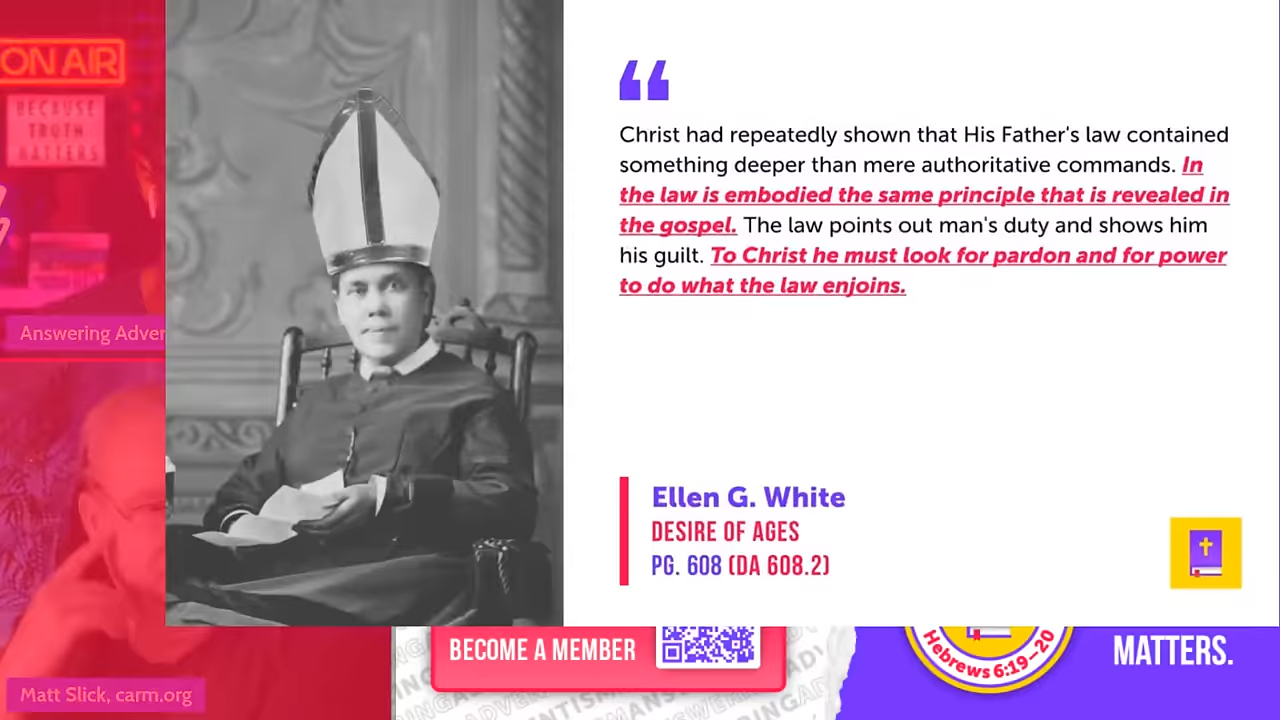 ON AIR
BECAUSE
TRUTH
MATTERS
Answering Adver
Matt Slick, carm.org
“
Christ had repeatedly shown that His Father's law contained
something deeper than mere authoritative commands. In
the law is embodied the same principle that is revealed in
the gospel. The law points out man's duty and shows him
his guilt. To Christ he must look for pardon and for power
to do what the law enjoins.
Ellen G. White
DESIRE OF AGES
PG. 608 (DA 608.2)
BECOME A MEMBER
Hebrews 6:19–20
MATTERS.